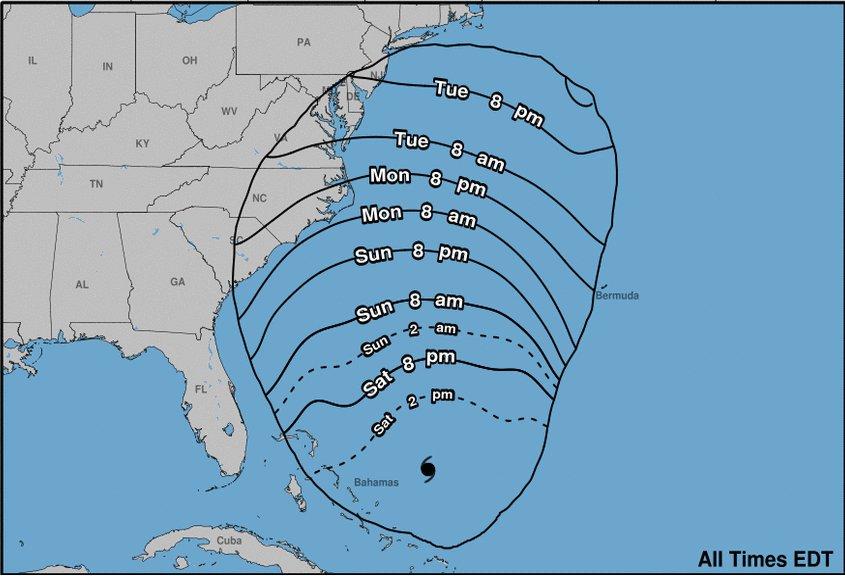 PA
IL
IN
OH
NJ
DE
WV
Tue 8 pm
KY
VA
Tue 8 am
TN
Mon 8 pm
NC
Mon 8 am
SC
Sun 8 pm
AL
GA
Bermuda
Sun 8 am
Sun 2 am
Sat 8 pm
FL
Sat 2 pm
Bahamas
Cuba
All Times EDT